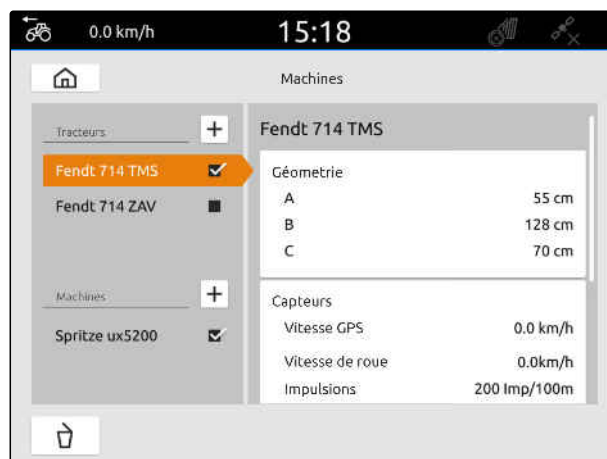 0.0 km/h
15:18
Machines
Tracteurs
+
Fendt 714 TMS
Fendt 714 ZAV
Machines
+
Spritze ux5200
Fendt 714 TMS
Géometrie
A 55 cm
B 128 cm
C 70 cm
Capteurs
Vitesse GPS 0.0 km/h
Vitesse de roue 0.0km/h
Impulsions 200 Imp/100m